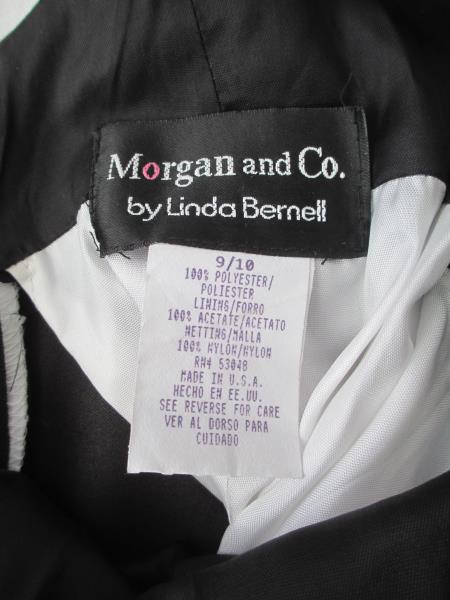 Morgan and Co.
by Linda Bernell
9/10
100% POLYESTER/
POLIESTER
LINING/FORRO
100% ACETATE/ACETATO
NETTING/MALLA
100% NYLON/NYLON
RN# 53048
MADE IN U.S.A.
HECHO EN EE.UU.
SEE REVERSE FOR CARE
VER AL DORSO PARA
CUIDADO